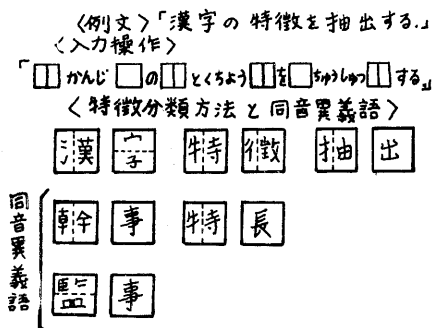 〈例文〉「漢字の特徴を抽出する.」
〈入力操作〉
「かんじのとくちようをちゅうしゅつする」
〈特徴分類方法と同音異義語〉
漢字 特徴 抽出
同音異義語
幹事 特長
監事